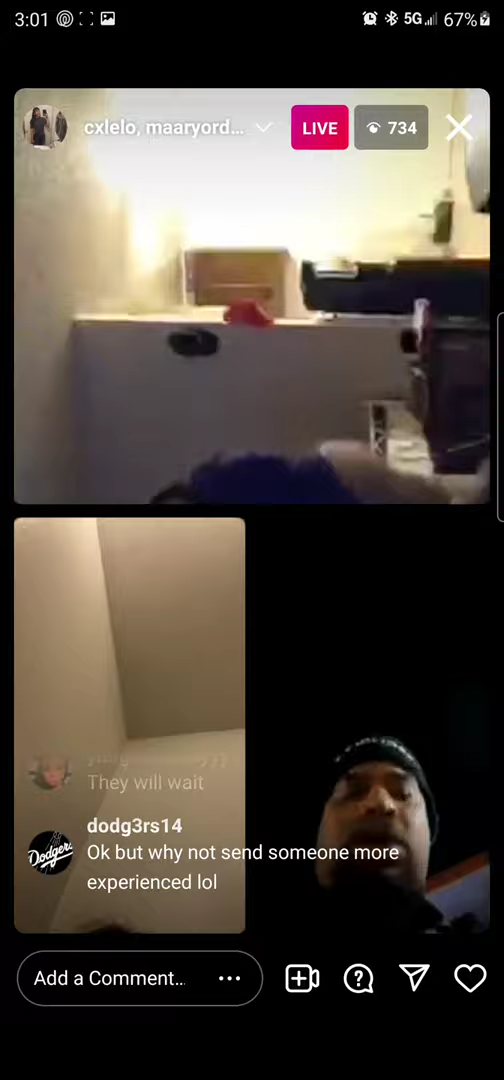 3:01
5G
67%
cxlelo, maaryord...
LIVE
734
They will wait
dodg3rs14
Dodgers
Ok but why not send someone more
experienced lol
Add a Comment...